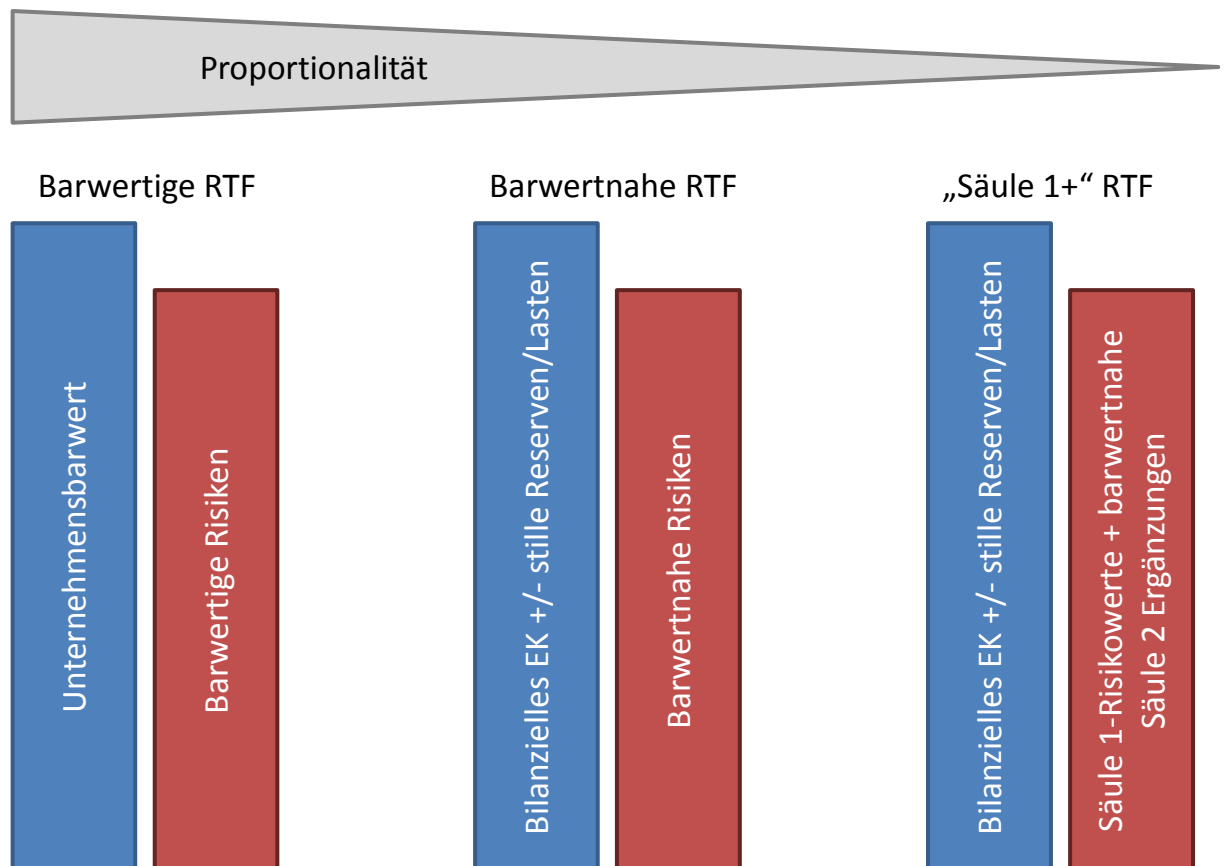 Proportionalität
Barwertige RTF
Barwertnahe RTF
„Säule 1+“ RTF
Unternehmensbarwert
Barwertige Risiken
Bilanzielles EK +/- stille Reserven/Lasten
Barwertnahe Risiken
Bilanzielles EK +/- stille Reserven/Lasten
Säule 1-Risikowerte + barwertnahe
Säule 2 Ergänzungen